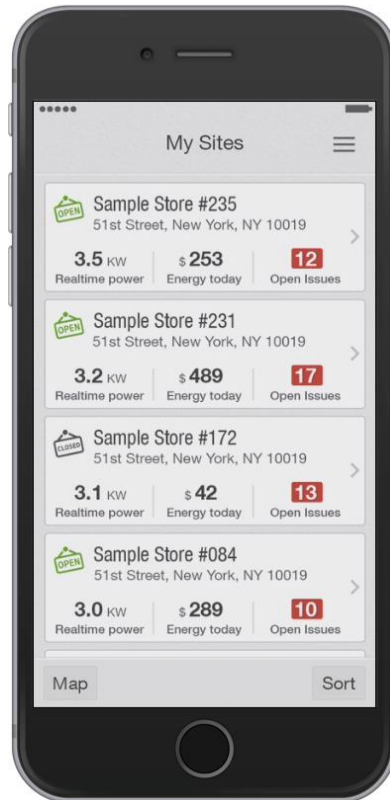 My Sites
OPEN
Sample Store #235
51st Street, New York, NY 10019
3.5 KW $ 253 12
Realtime power Energy today Open Issues
OPEN
Sample Store #231
51st Street, New York, NY 10019
3.2 KW $ 489 17
Realtime power Energy today Open Issues
CLOSED
Sample Store #172
51st Street, New York, NY 10019
3.1 KW $ 42 13
Realtime power Energy today Open Issues
OPEN
Sample Store #084
51st Street, New York, NY 10019
3.0 KW $ 289 10
Realtime power Energy today Open Issues
Map Sort